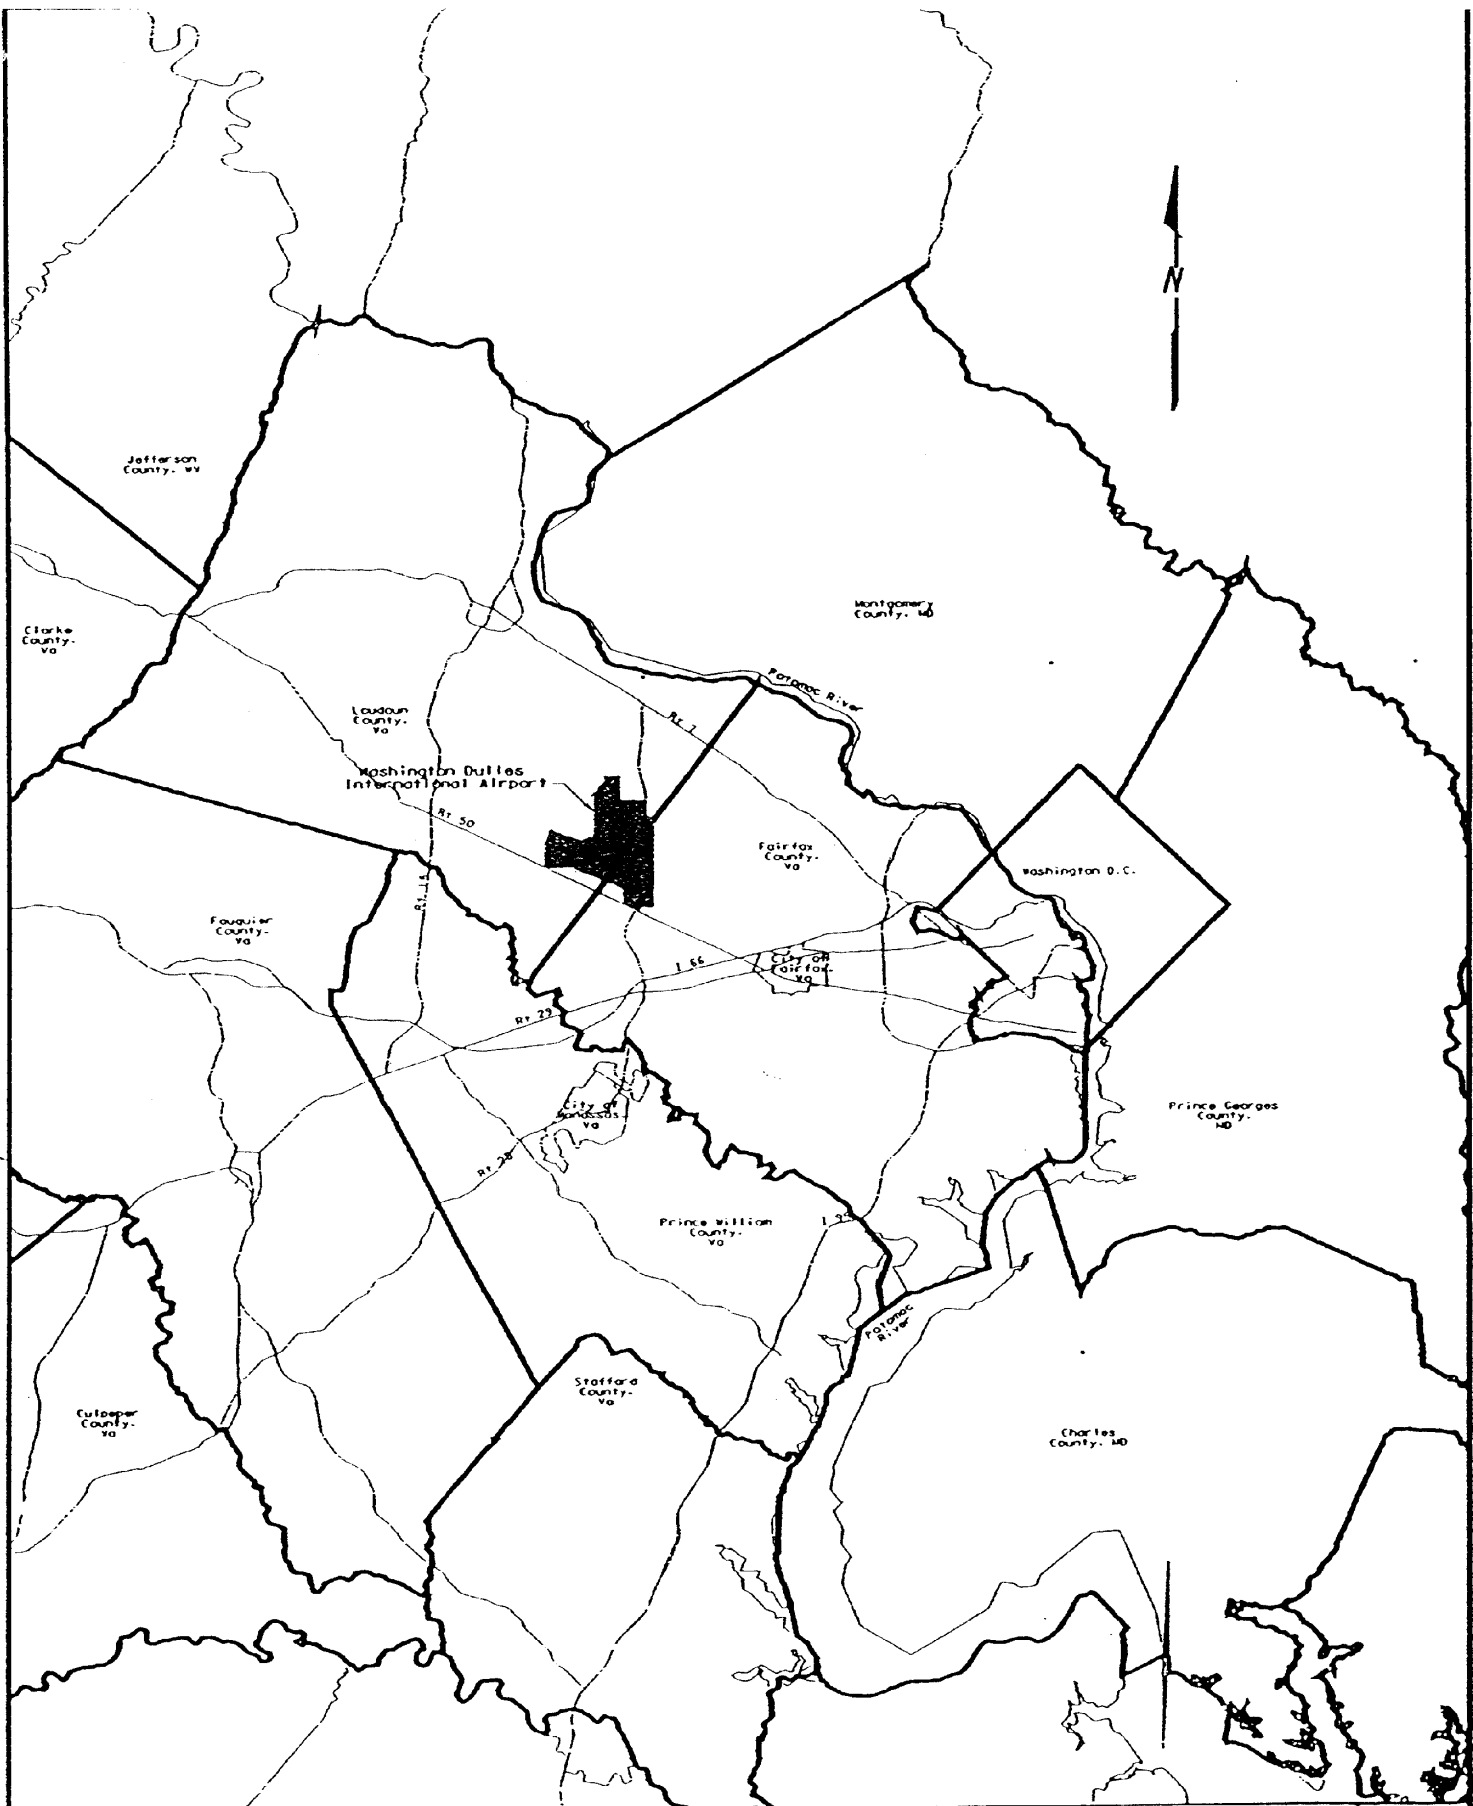 N
Jefferson
County, WV
Clarke
County,
Va
Montgomery
County, MD
Potomac River
Loudoun
County,
Va
Rt 7
Washington Dulles
International Airport
Rt 50
Fairfax
County,
Va
Washington D.C.
Rt 15
Fauquier
County,
Va
I 66
City of
Fairfax,
Va
Rt 29
City of
Manassas,
Va
Prince Georges
County,
MD
Rt 28
Prince William
County,
Va
I 95
Potomac
River
Stafford
County,
Va
Culpeper
County,
Va
Charles
County, MD